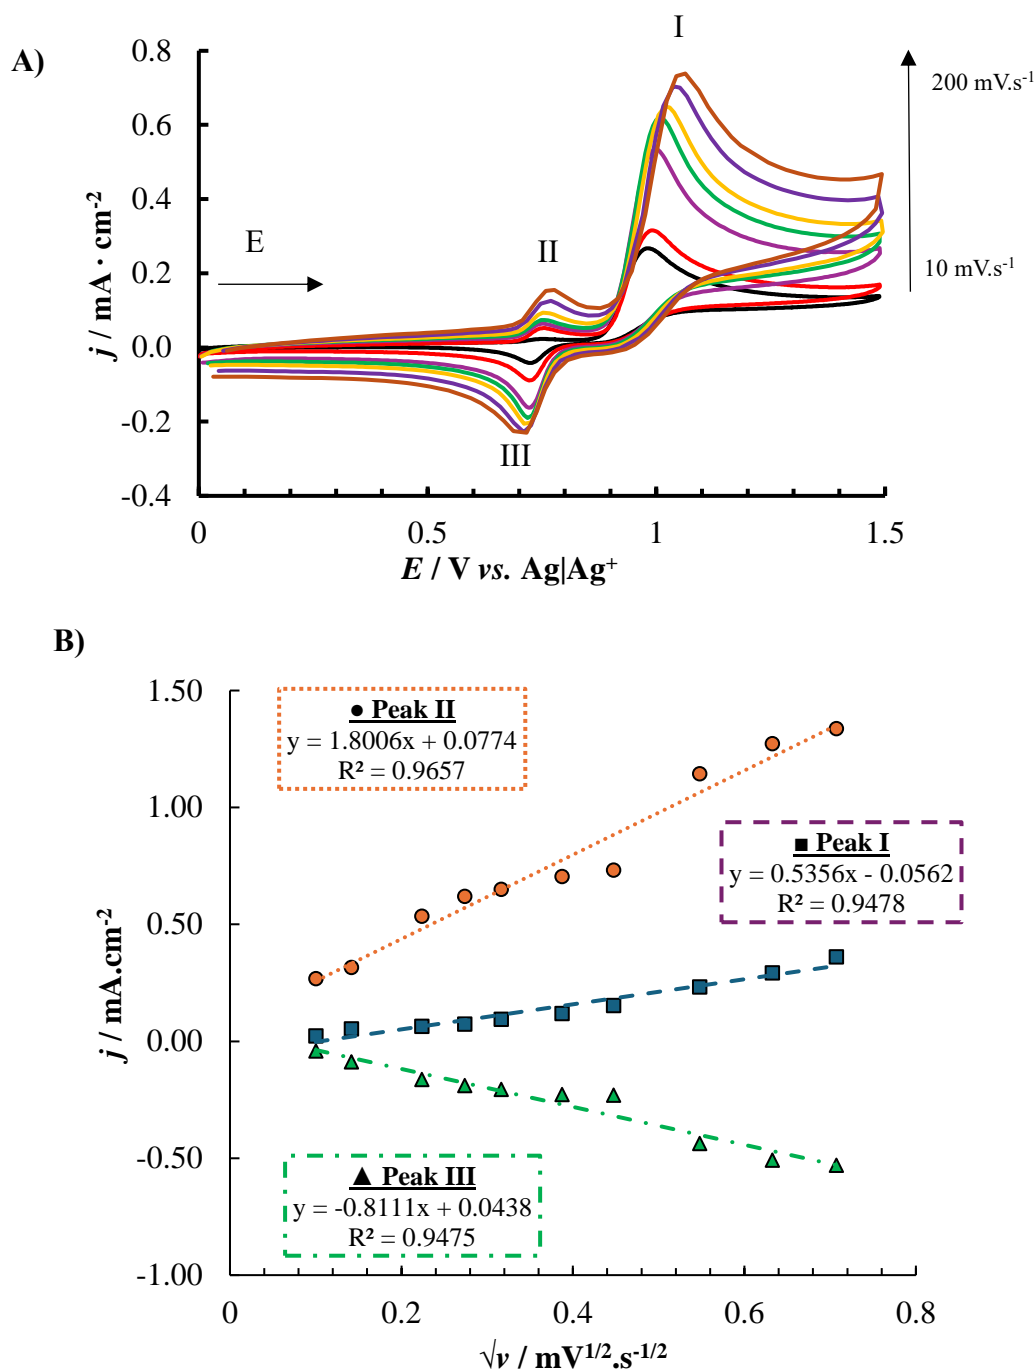 A)
I
0.8
200 mV.s-1
0.6
j / mA · cm-2
0.4
E
II
0.2
10 mV.s-1
0.0
-0.2
III
-0.4
0
0.5
1
1.5
E / V vs. Ag|Ag+
B)
1.50
● Peak II
y = 1.8006x + 0.0774
R² = 0.9657
1.00
■ Peak I
y = 0.5356x - 0.0562
R² = 0.9478
0.50
j / mA.cm-2
0.00
-0.50
▲ Peak III
y = -0.8111x + 0.0438
R² = 0.9475
-1.00
0
0.2
0.4
0.6
0.8
√v / mV1/2.s-1/2